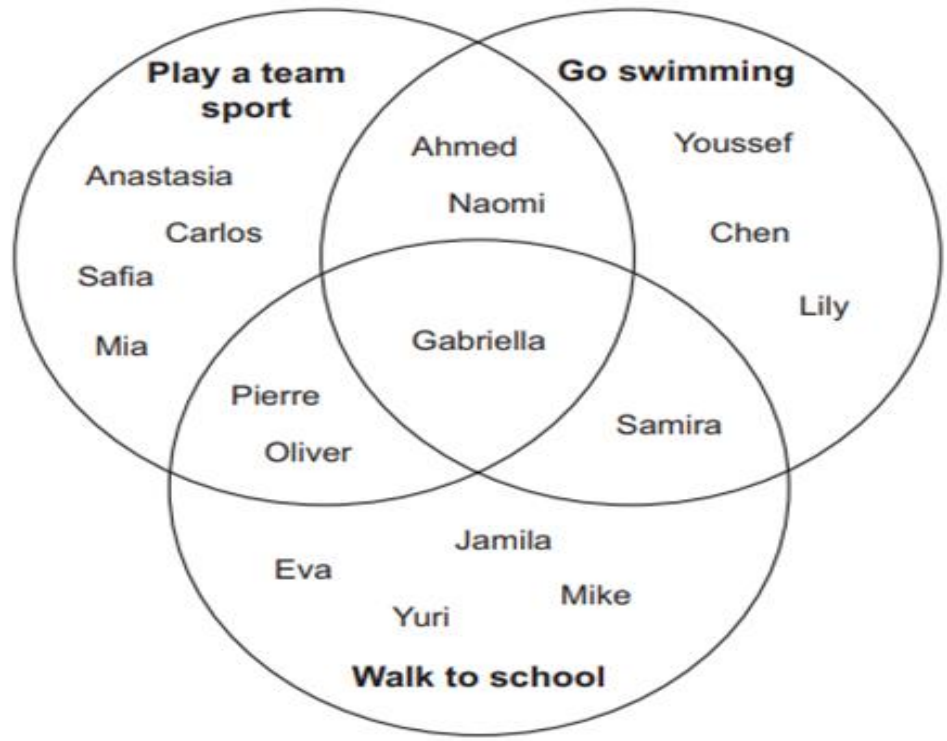 Play a team
sport
Go swimming
Ahmed
Youssef
Anastasia
Naomi
Carlos
Chen
Safia
Lily
Mia
Gabriella
Pierre
Samira
Oliver
Jamila
Eva
Mike
Yuri
Walk to school